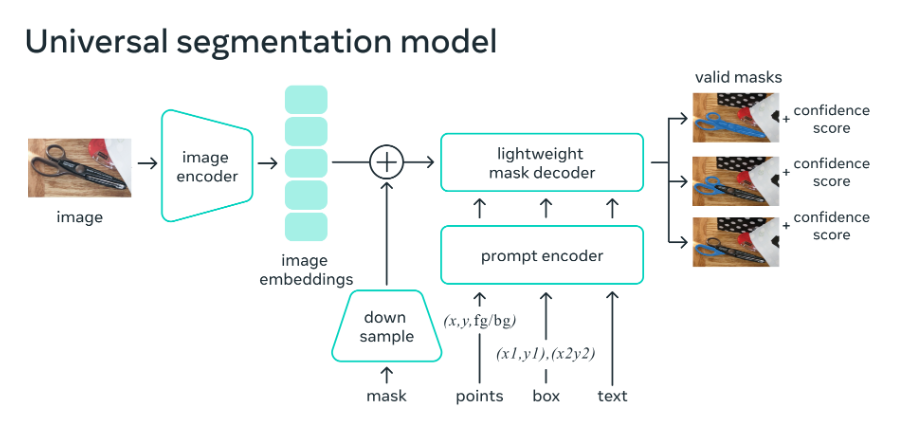 Universal segmentation model
valid masks
+ confidence
score
image
encoder
lightweight
mask decoder
+ confidence
score
image
+ confidence
score
prompt encoder
image
embeddings
down
sample
(x,y,fg/bg)
(x1,y1),(x2y2)
mask
points
box
text